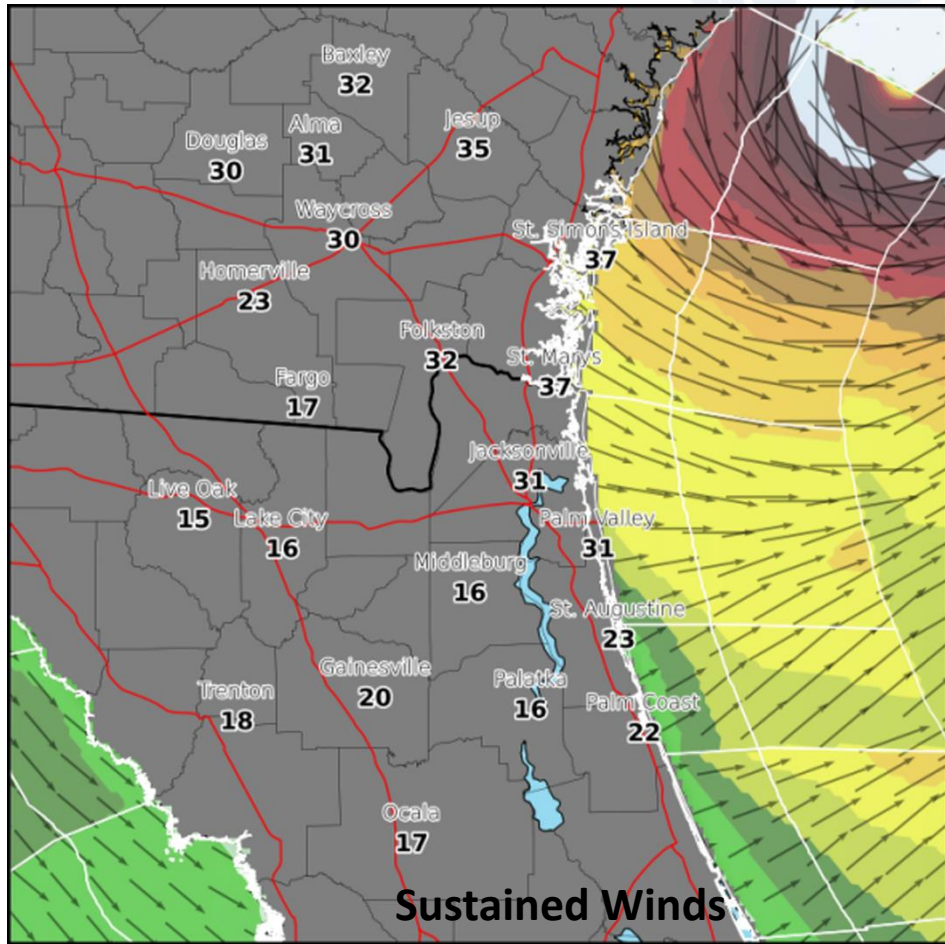 Baxley
32
Douglas
30
Alma
31
Jesup
35
Waycross
30
St. Simons Island
37
Homerville
23
Folkston
32
St. Marys
37
Fargo
17
Jacksonville
31
Live Oak
15
Lake City
16
Palm Valley
31
Middleburg
16
St. Augustine
23
Gainesville
20
Trenton
18
Palatka
16
Palm Coast
22
Ocala
17
Sustained Winds